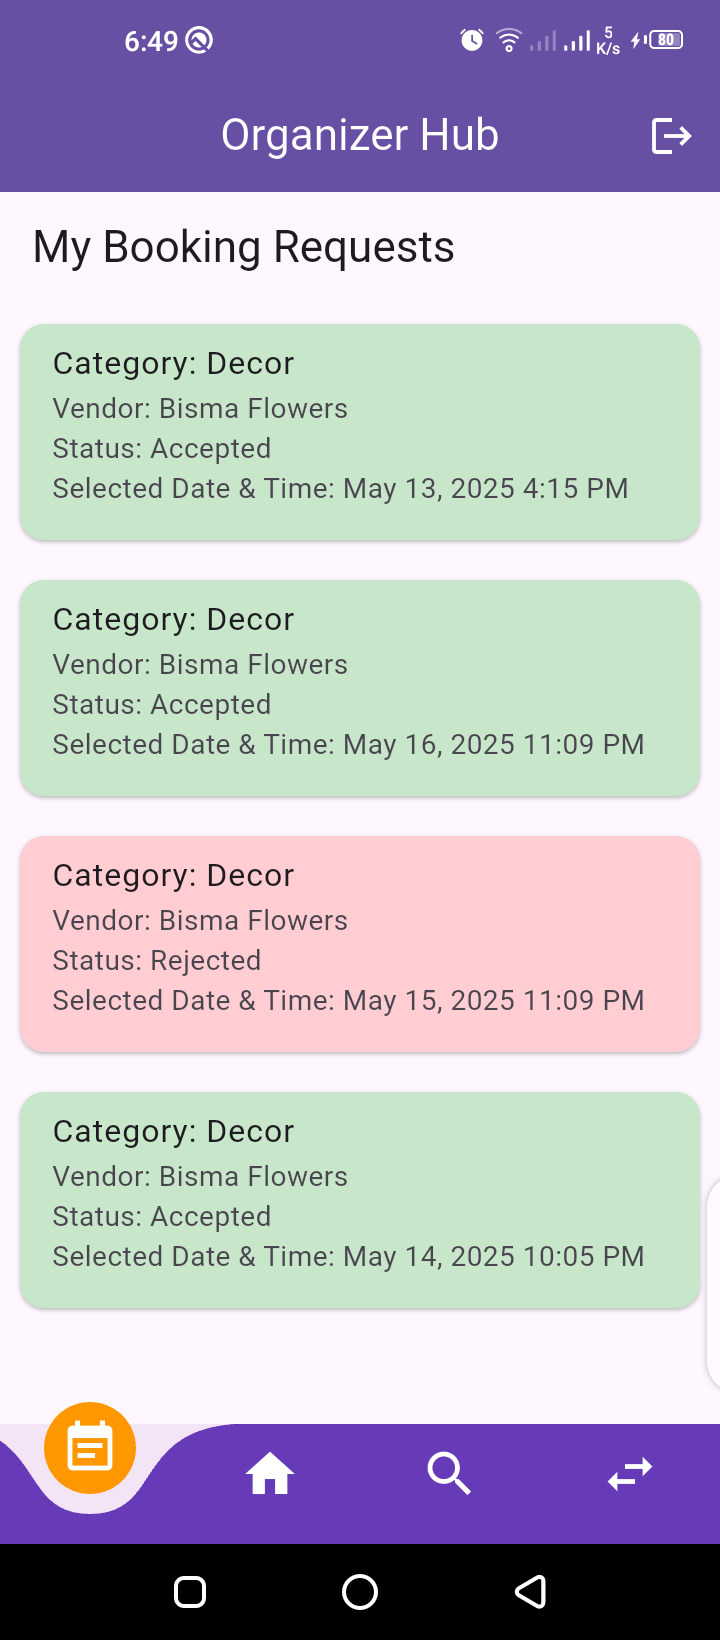 6:49
5
K/s
80
Organizer Hub
My Booking Requests
Category: Decor
Vendor: Bisma Flowers
Status: Accepted
Selected Date & Time: May 13, 2025 4:15 PM
Category: Decor
Vendor: Bisma Flowers
Status: Accepted
Selected Date & Time: May 16, 2025 11:09 PM
Category: Decor
Vendor: Bisma Flowers
Status: Rejected
Selected Date & Time: May 15, 2025 11:09 PM
Category: Decor
Vendor: Bisma Flowers
Status: Accepted
Selected Date & Time: May 14, 2025 10:05 PM